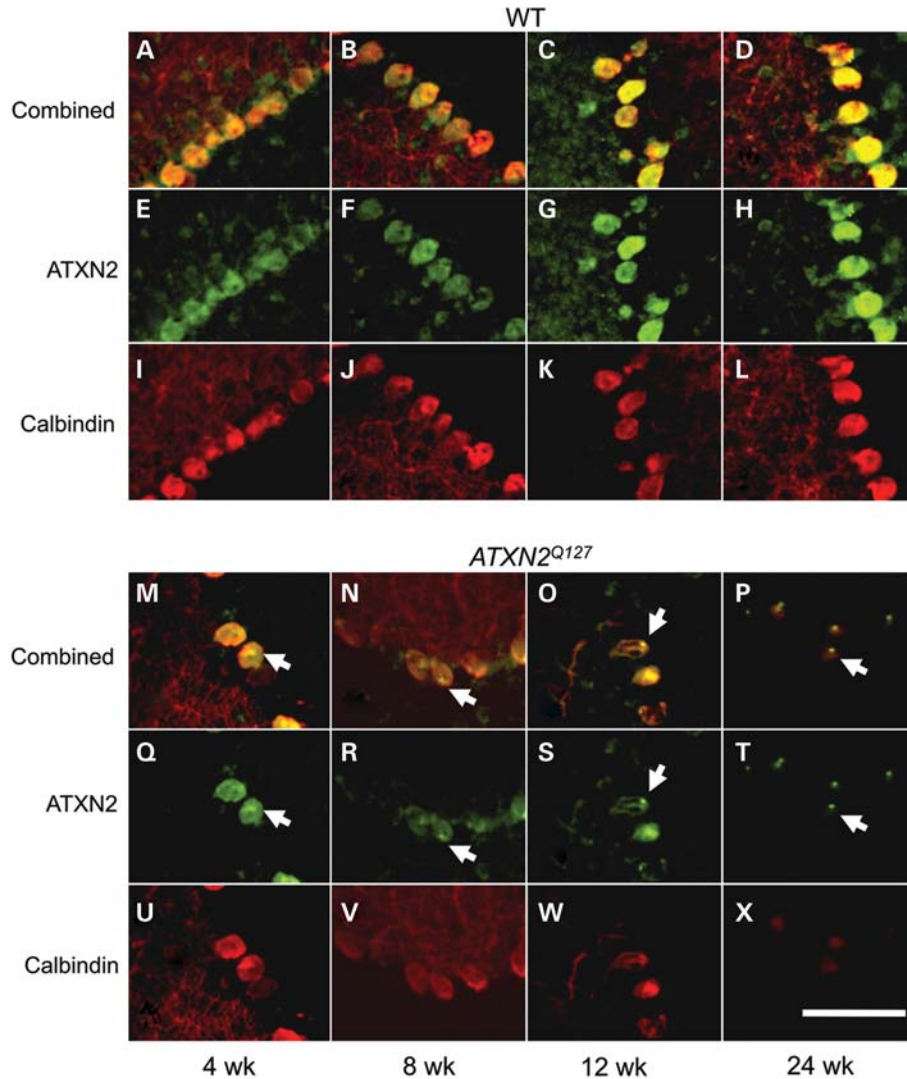 WT
A B C D
Combined
E F G H
ATXN2
I J K L
Calbindin
ATXN2Q127
M N O P
Combined
Q R S T
ATXN2
U V W X
Calbindin
4 wk 8 wk 12 wk 24 wk